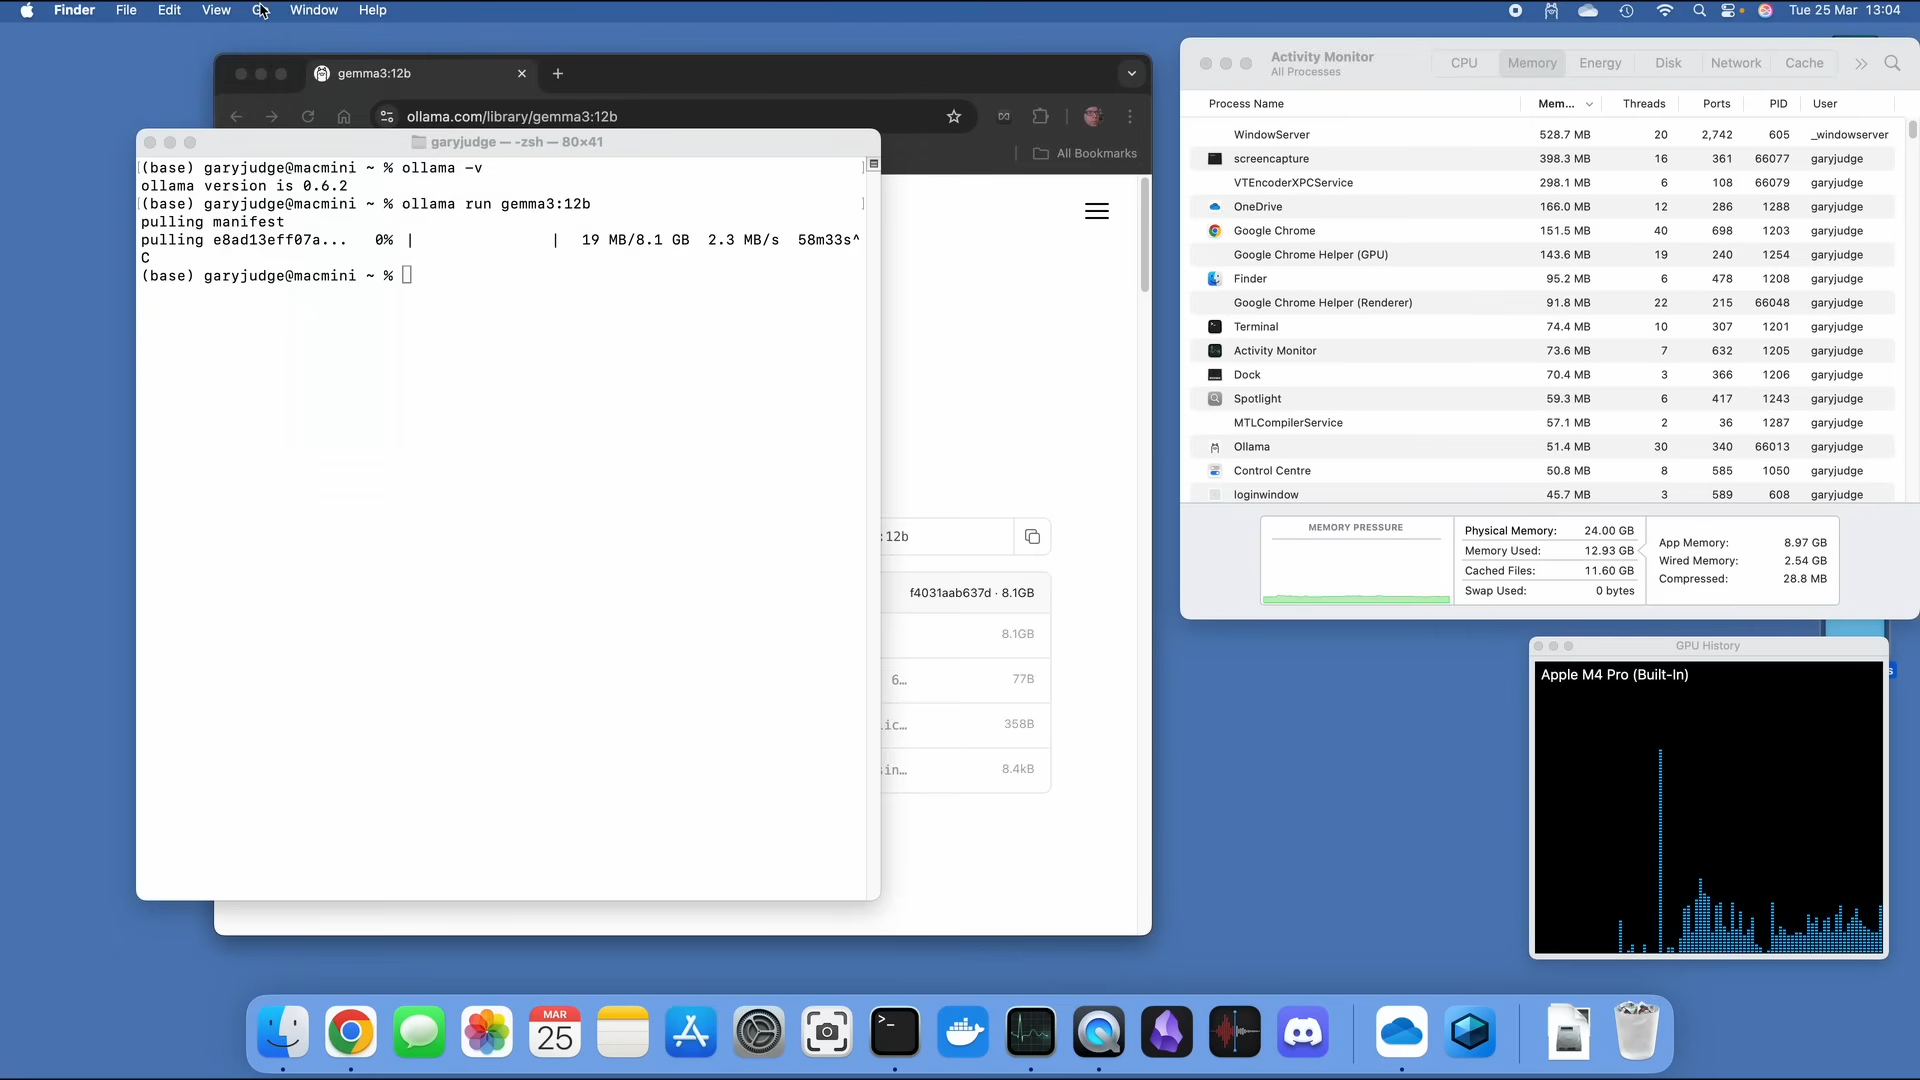 Finder File Edit View Window Help
Tue 25 Mar 13:04
gemma3:12b
ollama.com/library/gemma3:12b
All Bookmarks
garyjudge — -zsh — 80×41
(base) garyjudge@macmini ~ % ollama -v
ollama version is 0.6.2
(base) garyjudge@macmini ~ % ollama run gemma3:12b
pulling manifest
pulling e8ad13eff07a... 0% | | 19 MB/8.1 GB 2.3 MB/s 58m33s^
C
(base) garyjudge@macmini ~ %
:12b
f4031aab637d · 8.1GB
8.1GB
6… 77B
ic… 358B
sin… 8.4kB
Activity Monitor
All Processes
CPU Memory Energy Disk Network Cache
Process Name Mem... Threads Ports PID User
WindowServer 528.7 MB 20 2,742 605 _windowserver
screencapture 398.3 MB 16 361 66077 garyjudge
VTEncoderXPCService 298.1 MB 6 108 66079 garyjudge
OneDrive 166.0 MB 12 286 1288 garyjudge
Google Chrome 151.5 MB 40 698 1203 garyjudge
Google Chrome Helper (GPU) 143.6 MB 19 240 1254 garyjudge
Finder 95.2 MB 6 478 1208 garyjudge
Google Chrome Helper (Renderer) 91.8 MB 22 215 66048 garyjudge
Terminal 74.4 MB 10 307 1201 garyjudge
Activity Monitor 73.6 MB 7 632 1205 garyjudge
Dock 70.4 MB 3 366 1206 garyjudge
Spotlight 59.3 MB 6 417 1243 garyjudge
MTLCompilerService 57.1 MB 2 36 1287 garyjudge
Ollama 51.4 MB 30 340 66013 garyjudge
Control Centre 50.8 MB 8 585 1050 garyjudge
loginwindow 45.7 MB 3 589 608 garyjudge
MEMORY PRESSURE
Physical Memory: 24.00 GB
Memory Used: 12.93 GB
Cached Files: 11.60 GB
Swap Used: 0 bytes
App Memory: 8.97 GB
Wired Memory: 2.54 GB
Compressed: 28.8 MB
GPU History
Apple M4 Pro (Built-In)
s
MAR
25